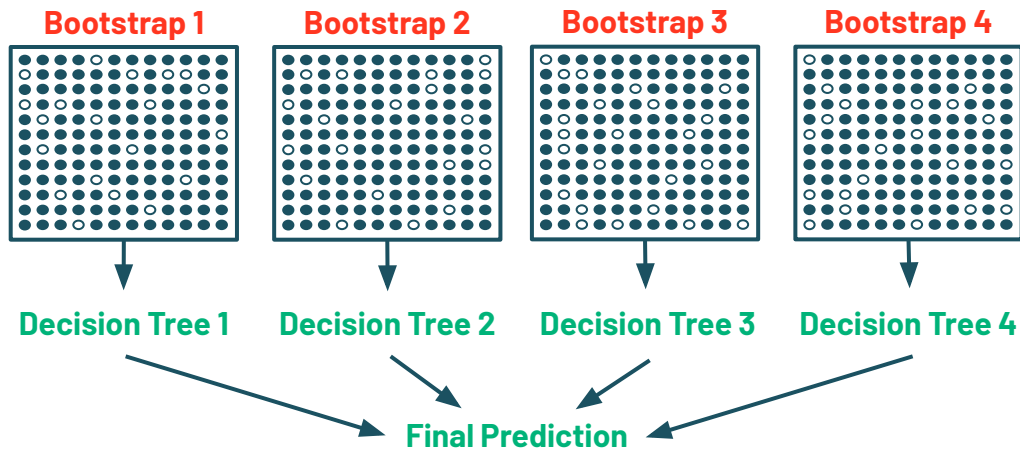 Bootstrap 1
Bootstrap 2
Bootstrap 3
Bootstrap 4
Decision Tree 1
Decision Tree 2
Decision Tree 3
Decision Tree 4
Final Prediction